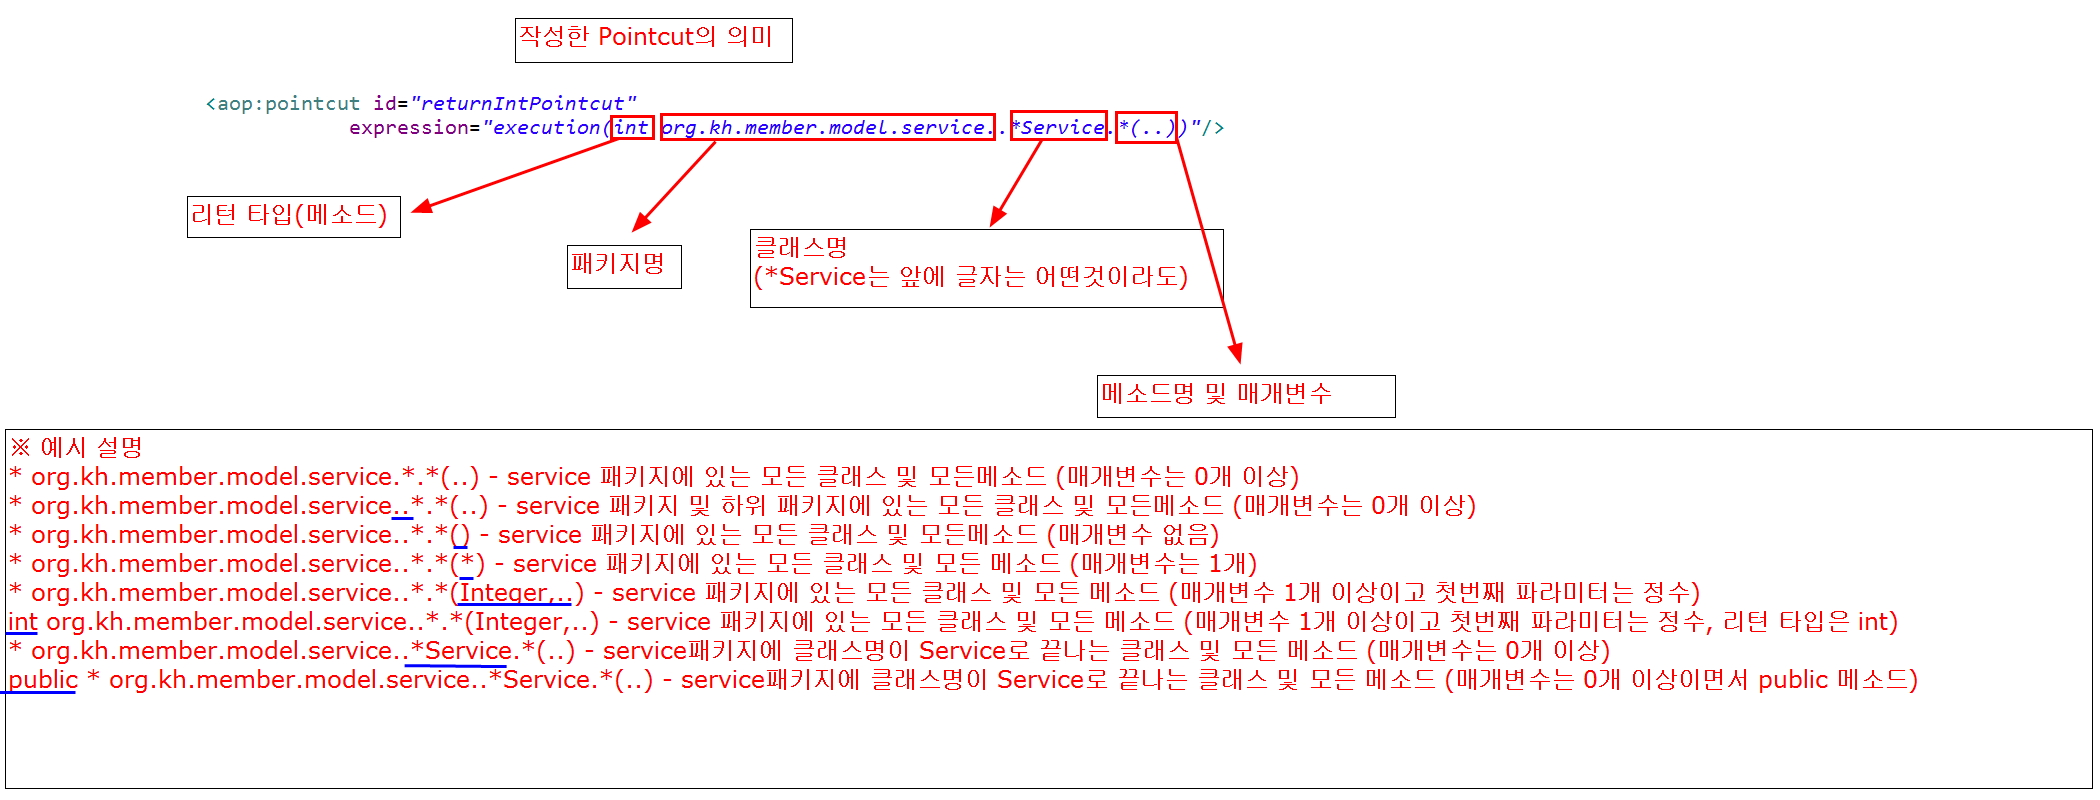 작성한 Pointcut의 의미
<aop:pointcut id="returnIntPointcut"
expression="execution(int org.kh.member.model.service..*Service.*(..))"/>
리턴 타입(메소드)
패키지명
클래스명
(*Service는 앞에 글자는 어떤것이라도)
메소드명 및 매개변수
※ 예시 설명
* org.kh.member.model.service.*.*(..) - service 패키지에 있는 모든 클래스 및 모든메소드 (매개변수는 0개 이상)
* org.kh.member.model.service..*.*(..) - service 패키지 및 하위 패키지에 있는 모든 클래스 및 모든메소드 (매개변수는 0개 이상)
* org.kh.member.model.service..*.*() - service 패키지에 있는 모든 클래스 및 모든메소드 (매개변수 없음)
* org.kh.member.model.service..*.*(*) - service 패키지에 있는 모든 클래스 및 모든 메소드 (매개변수는 1개)
* org.kh.member.model.service..*.*(Integer,..) - service 패키지에 있는 모든 클래스 및 모든 메소드 (매개변수 1개 이상이고 첫번째 파라미터는 정수)
int org.kh.member.model.service..*.*(Integer,..) - service 패키지에 있는 모든 클래스 및 모든 메소드 (매개변수 1개 이상이고 첫번째 파라미터는 정수, 리턴 타입은 int)
* org.kh.member.model.service..*Service.*(..) - service패키지에 클래스명이 Service로 끝나는 클래스 및 모든 메소드 (매개변수는 0개 이상)
public * org.kh.member.model.service..*Service.*(..) - service패키지에 클래스명이 Service로 끝나는 클래스 및 모든 메소드 (매개변수는 0개 이상이면서 public 메소드)